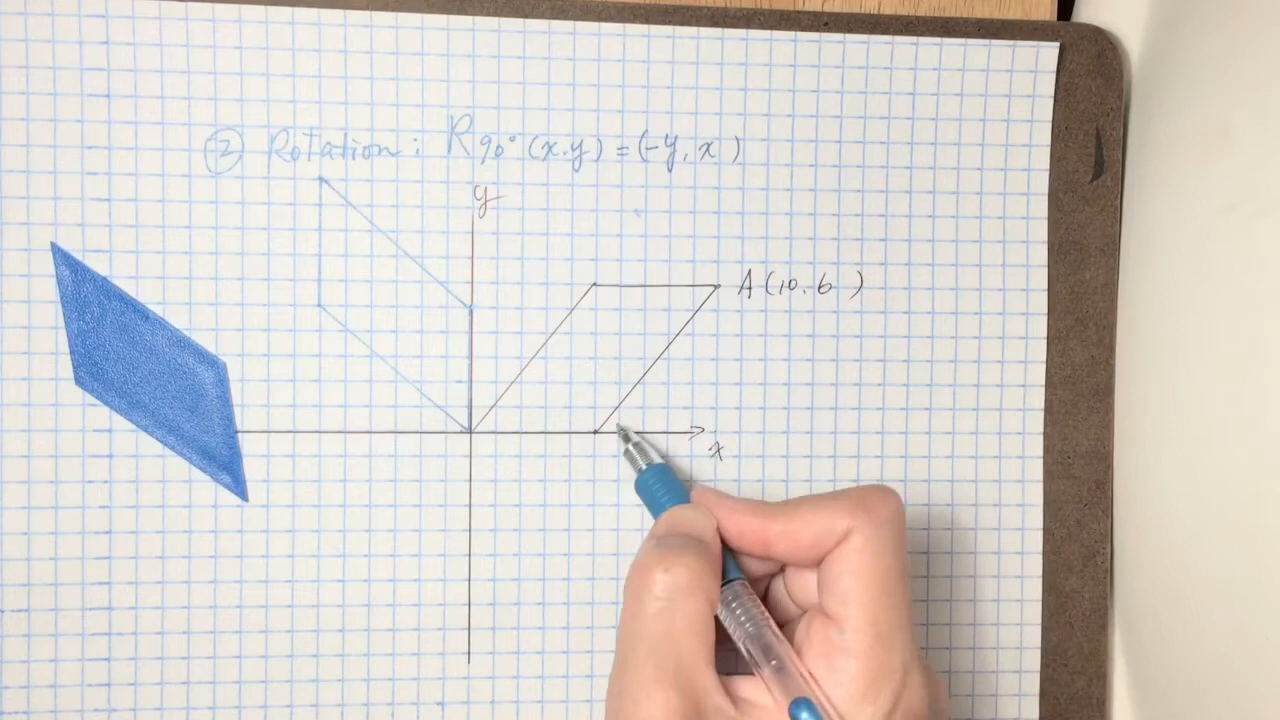 ② Rotation: R90°(x.y) = (-y, x)
y
A(10.6 )
x